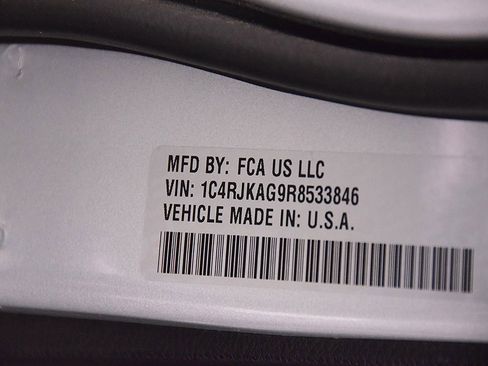 MFD BY: FCA US LLC
VIN: 1C4RJKAG9R8533846
VEHICLE MADE IN: U.S.A.